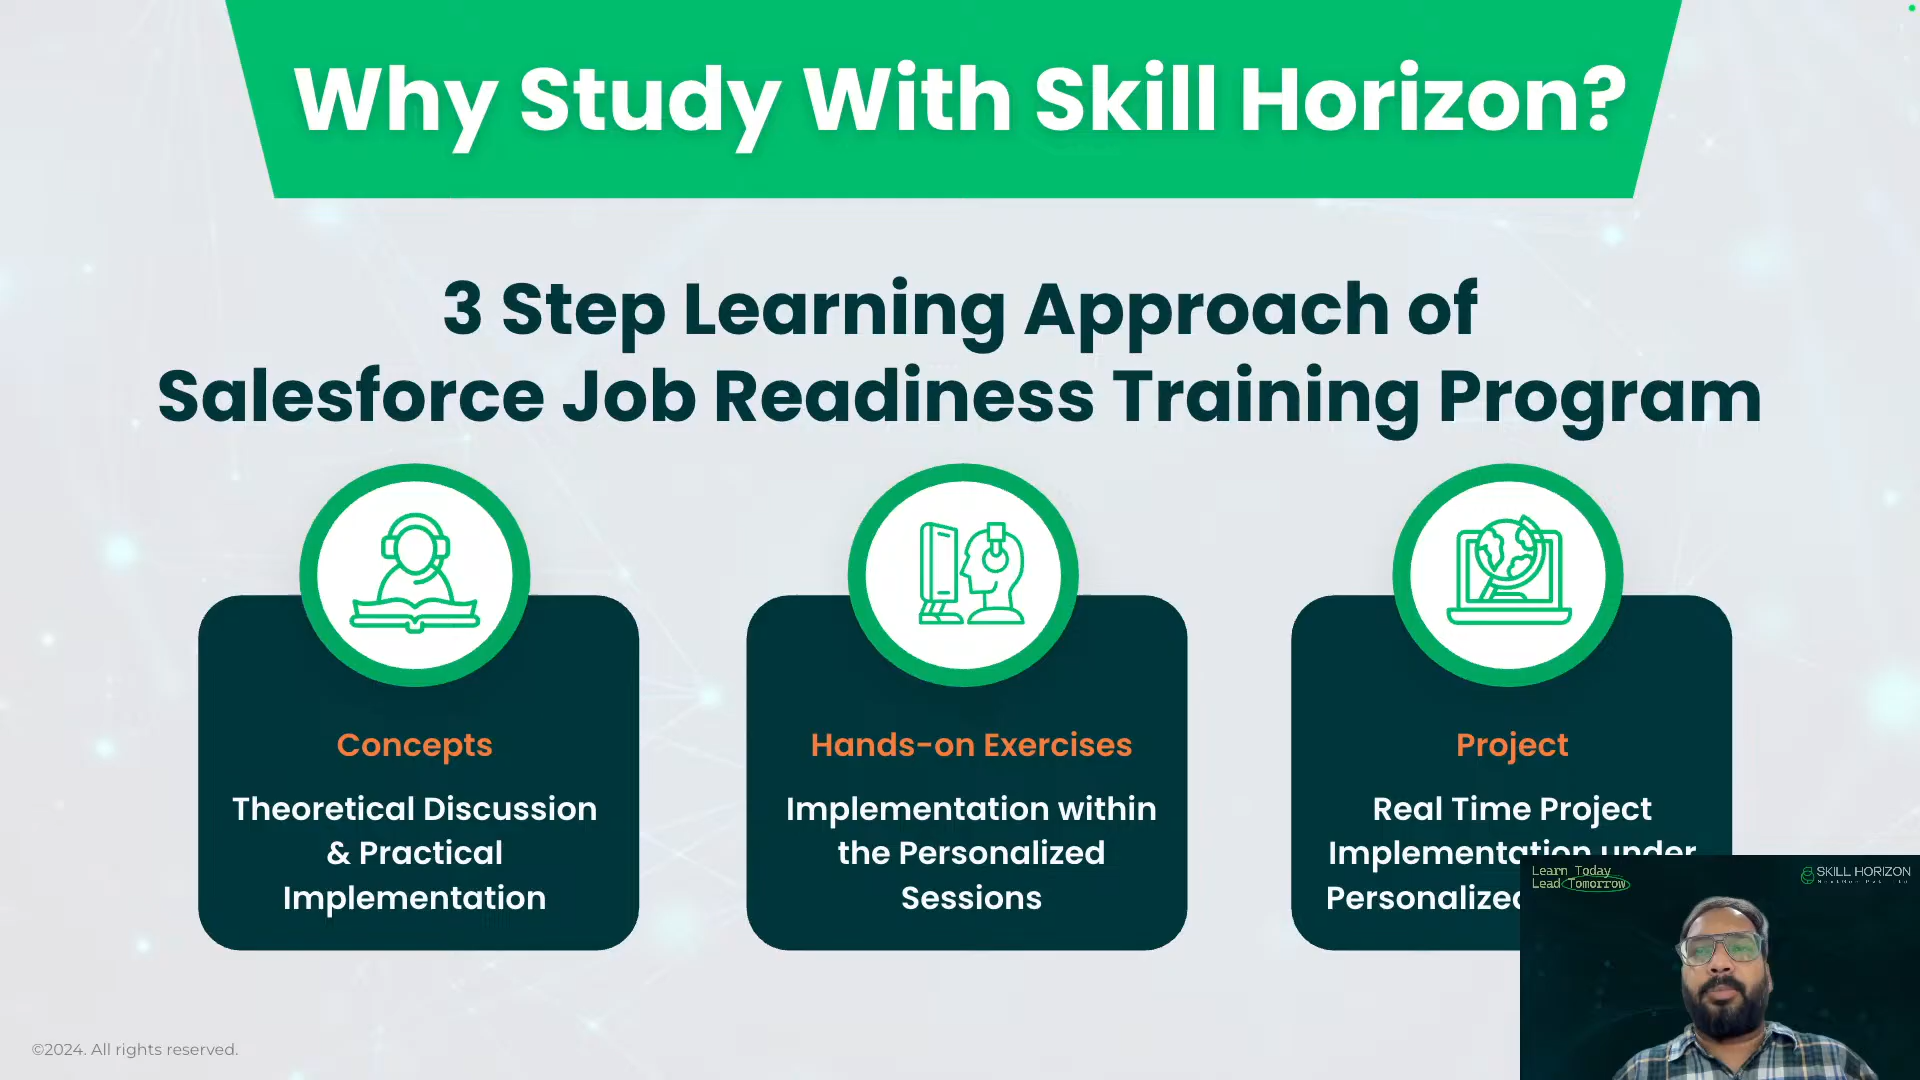 Why Study With Skill Horizon?
3 Step Learning Approach of
Salesforce Job Readiness Training Program
Concepts
Theoretical Discussion
& Practical
Implementation
Hands-on Exercises
Implementation within
the Personalized
Sessions
Project
Real Time Project
Implementation under
Personalized
Learn Today
Lead Tomorrow
SKILL HORIZON
©2024. All rights reserved.